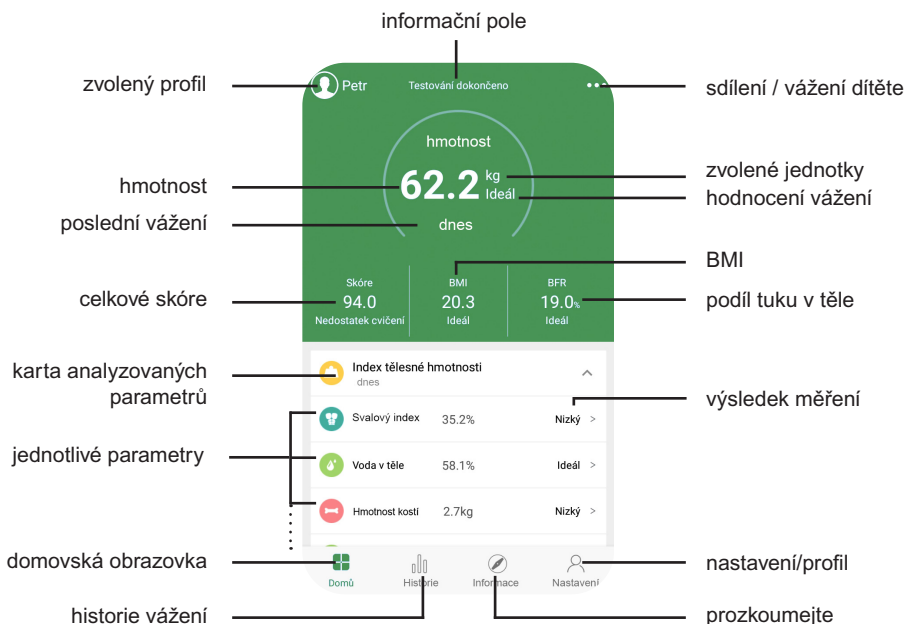 informační pole
zvolený profil
Petr
Testování dokončeno
sdílení / vážení dítěte
hmotnost
hmotnost
62.2 kg
Ideál
zvolené jednotky
hodnocení vážení
poslední vážení
dnes
BMI
celkové skóre
Skóre
94.0
Nedostatek cvičení
BMI
20.3
Ideál
BFR
19.0%
Ideál
podíl tuku v těle
karta analyzovaných
parametrů
Index tělesné hmotnosti
dnes
výsledek měření
jednotlivé parametry
Svalový index 35.2% Nizký >
Voda v těle 58.1% Ideál >
Hmotnost kosti 2.7kg Nizký >
domovská obrazovka
Domů
Historie
Informace
Nastavení
nastavení/profil
historie vážení
prozkoumejte